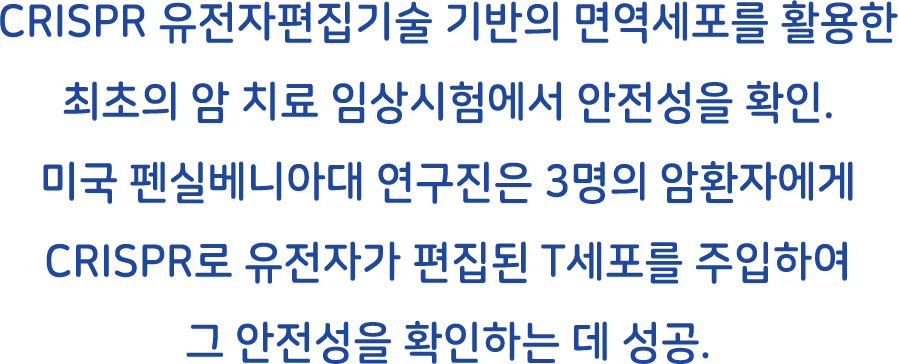 CRISPR 유전자편집기술 기반의 면역세포를 활용한
최초의 암 치료 임상시험에서 안전성을 확인.
미국 펜실베니아대 연구진은 3명의 암환자에게
CRISPR로 유전자가 편집된 T세포를 주입하여
그 안전성을 확인하는 데 성공.